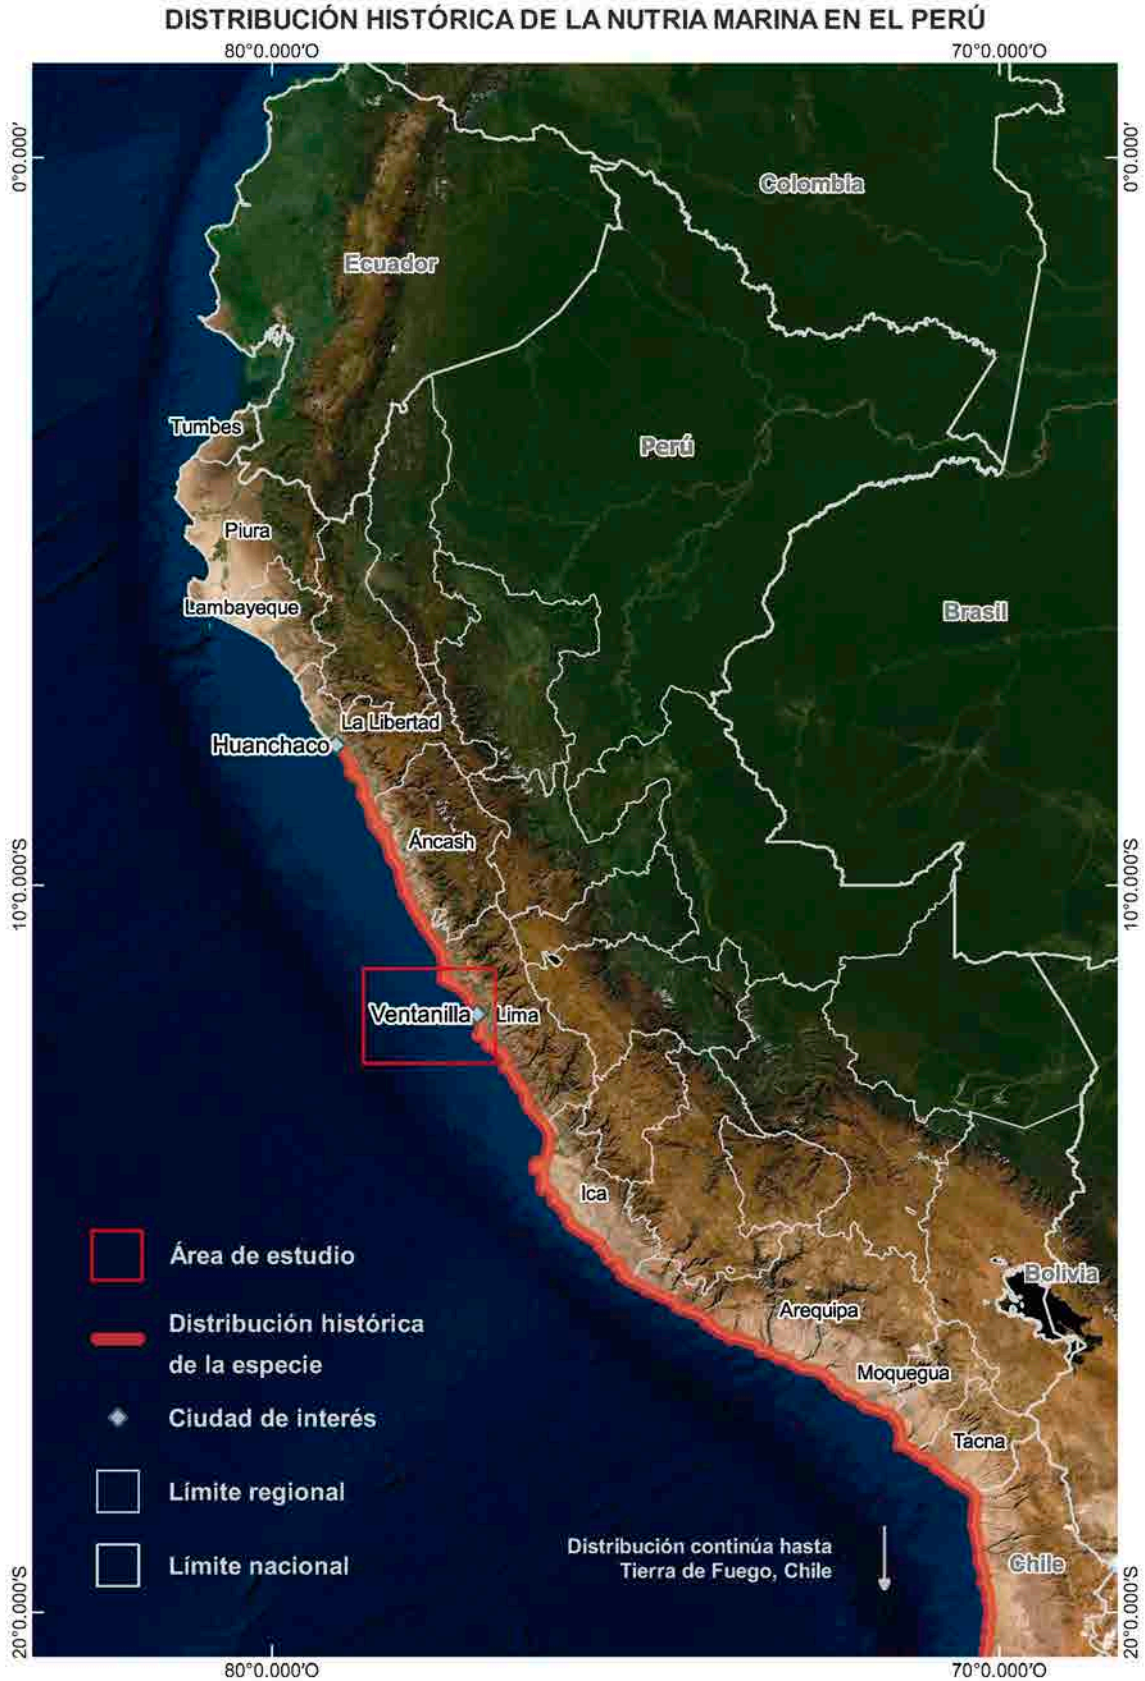 DISTRIBUCIÓN HISTÓRICA DE LA NUTRIA MARINA EN EL PERÚ
80°0.000'O
70°0.000'O
0°0.000'
0°0.000'
Colombia
Ecuador
Tumbes
Perú
Piura
Lambayeque
Brasil
La Libertad
Huanchaco
Áncash
10°0.000'S
10°0.000'S
Ventanilla
Lima
Ica
Área de estudio
Bolivia
Arequipa
Distribución histórica
de la especie
Moquegua
Ciudad de interés
Tacna
Límite regional
Distribución continúa hasta
Tierra de Fuego, Chile
Chile
Límite nacional
20°0.000'S
20°0.000'S
80°0.000'O
70°0.000'O